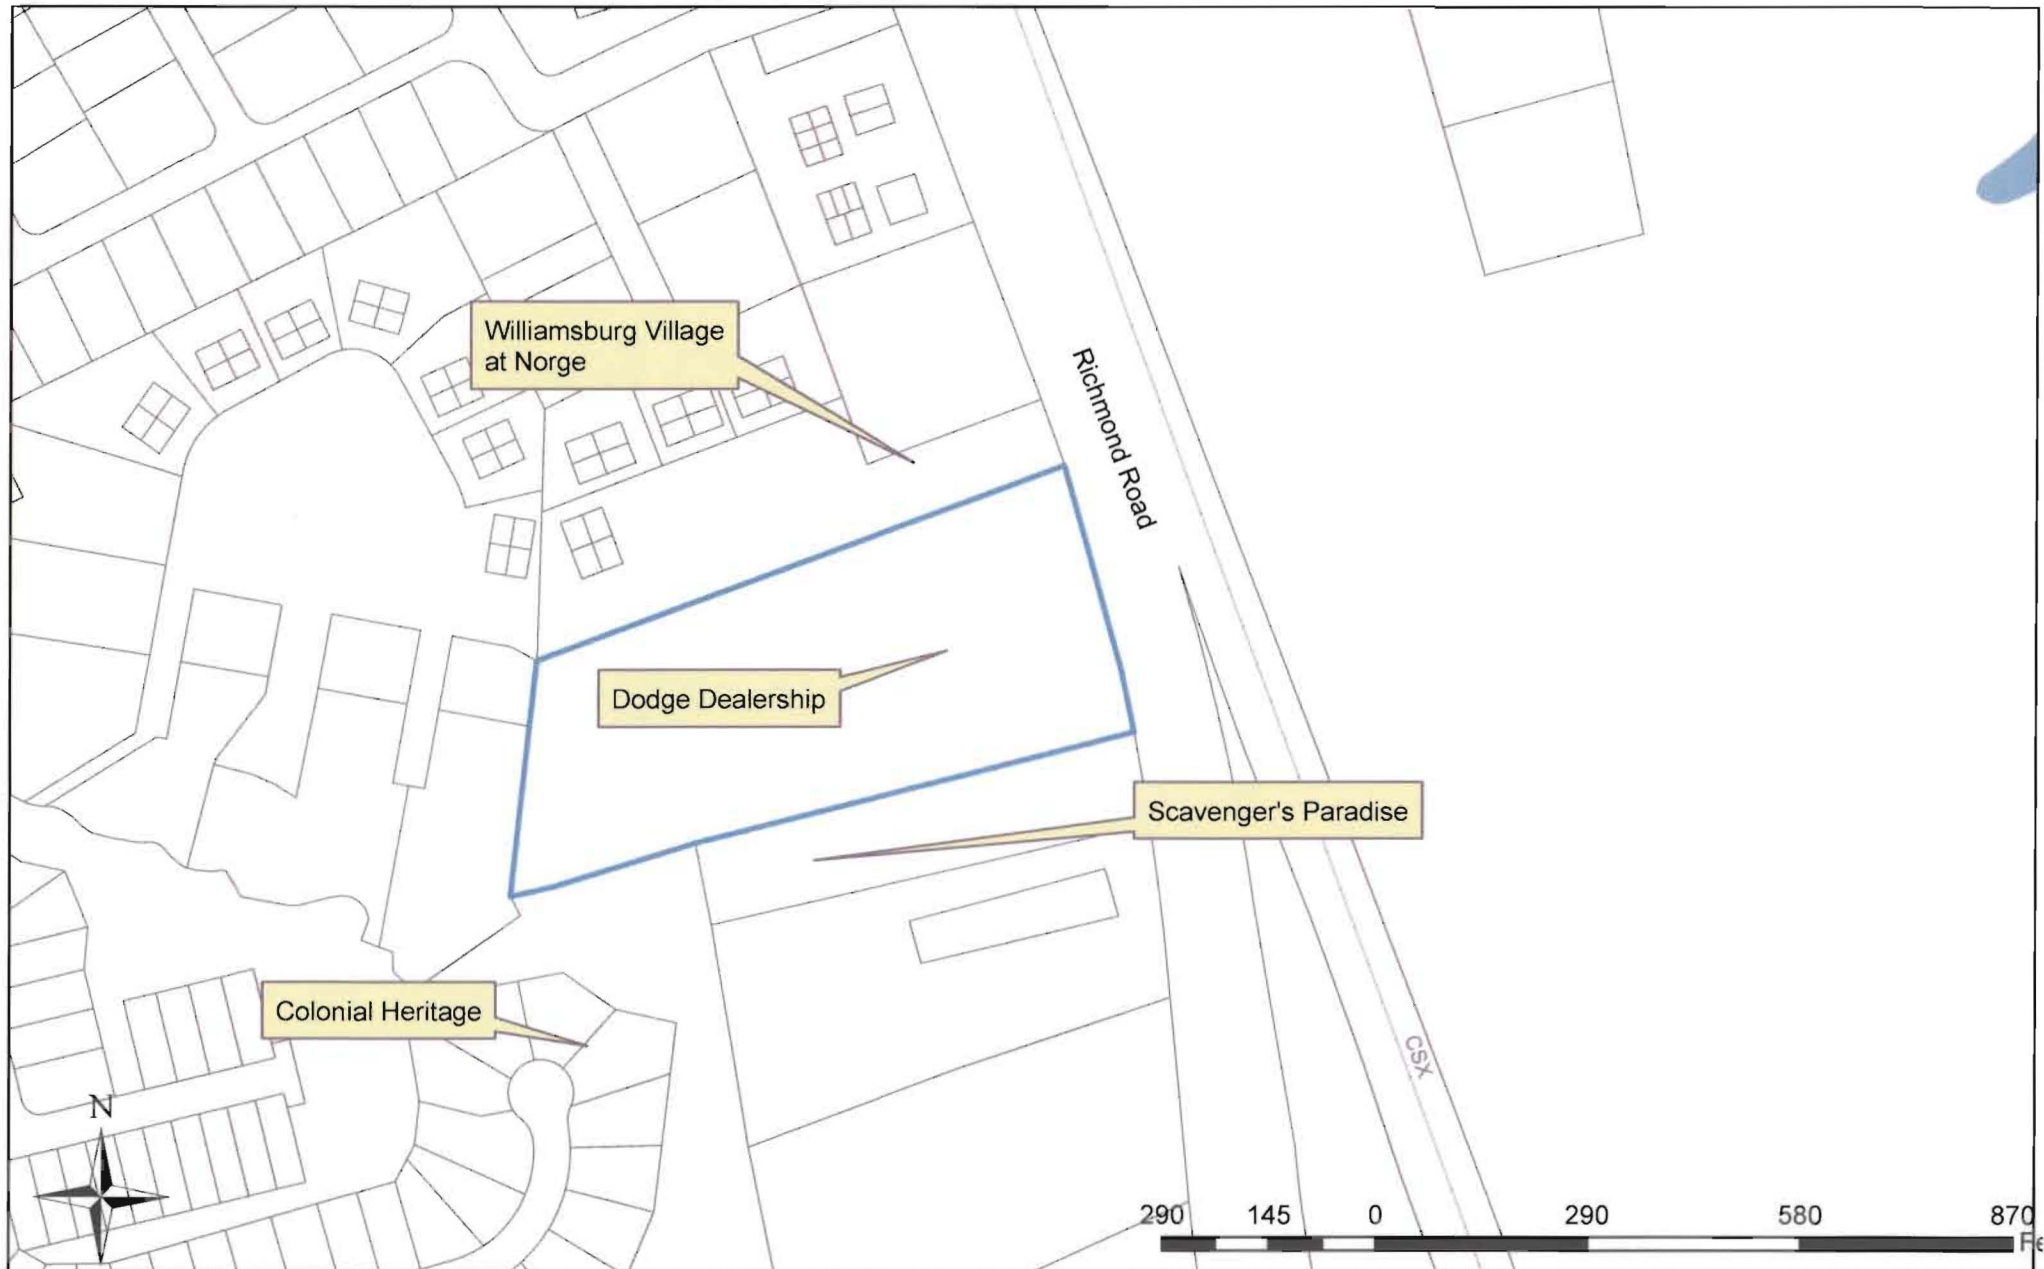 Williamsburg Village
at Norge
Richmond Road
Dodge Dealership
Scavenger's Paradise
Colonial Heritage
CSX
N
290 145 0 290 580 870